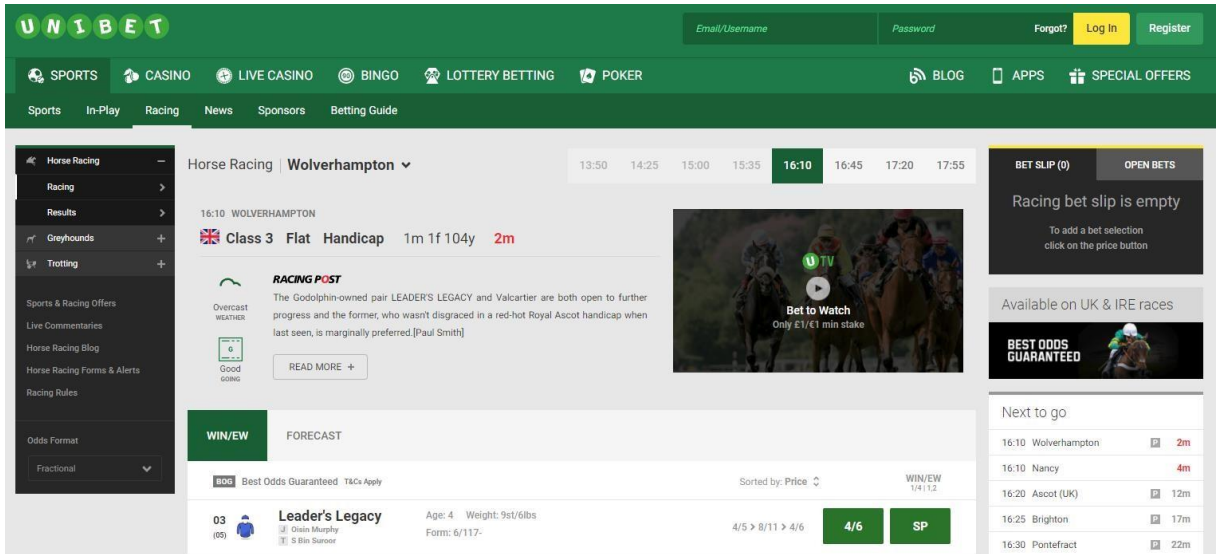 UNIBET
Email/Username
Password
Forgot?
Log In
Register
SPORTS
CASINO
LIVE CASINO
BINGO
LOTTERY BETTING
POKER
BLOG
APPS
SPECIAL OFFERS
Sports
In-Play
Racing
News
Sponsors
Betting Guide
Horse Racing
Racing
Results
Greyhounds
Trotting
Sports & Racing Offers
Live Commentaries
Horse Racing Blog
Horse Racing Forms & Alerts
Racing Rules
Odds Format
Fractional
Horse Racing | Wolverhampton
13:50 14:25 15:00 15:35 16:10 16:45 17:20 17:55
16:10 WOLVERHAMPTON
Class 3 Flat Handicap 1m 1f 104y 2m
Overcast
WEATHER
G
Good
GOING
RACING POST
The Godolphin-owned pair LEADER'S LEGACY and Valcartier are both open to further
progress and the former, who wasn't disgraced in a red-hot Royal Ascot handicap when
last seen, is marginally preferred.[Paul Smith]
READ MORE +
U TV
Bet to Watch
Only £1/€1 min stake
WIN/EW
FORECAST
BOG Best Odds Guaranteed T&Cs Apply
Sorted by: Price
WIN/EW
1/4 | 1,2
03
(05)
Leader's Legacy
J Oisin Murphy
T S Bin Suroor
Age: 4 Weight: 9st/6lbs
Form: 6/117-
4/5 > 8/11 > 4/6
4/6
SP
BET SLIP (0)
OPEN BETS
Racing bet slip is empty
To add a bet selection
click on the price button
Available on UK & IRE races
BEST ODDS
GUARANTEED
Next to go
16:10 Wolverhampton P 2m
16:10 Nancy 4m
16:20 Ascot (UK) P 12m
16:25 Brighton P 17m
16:30 Pontefract P 22m